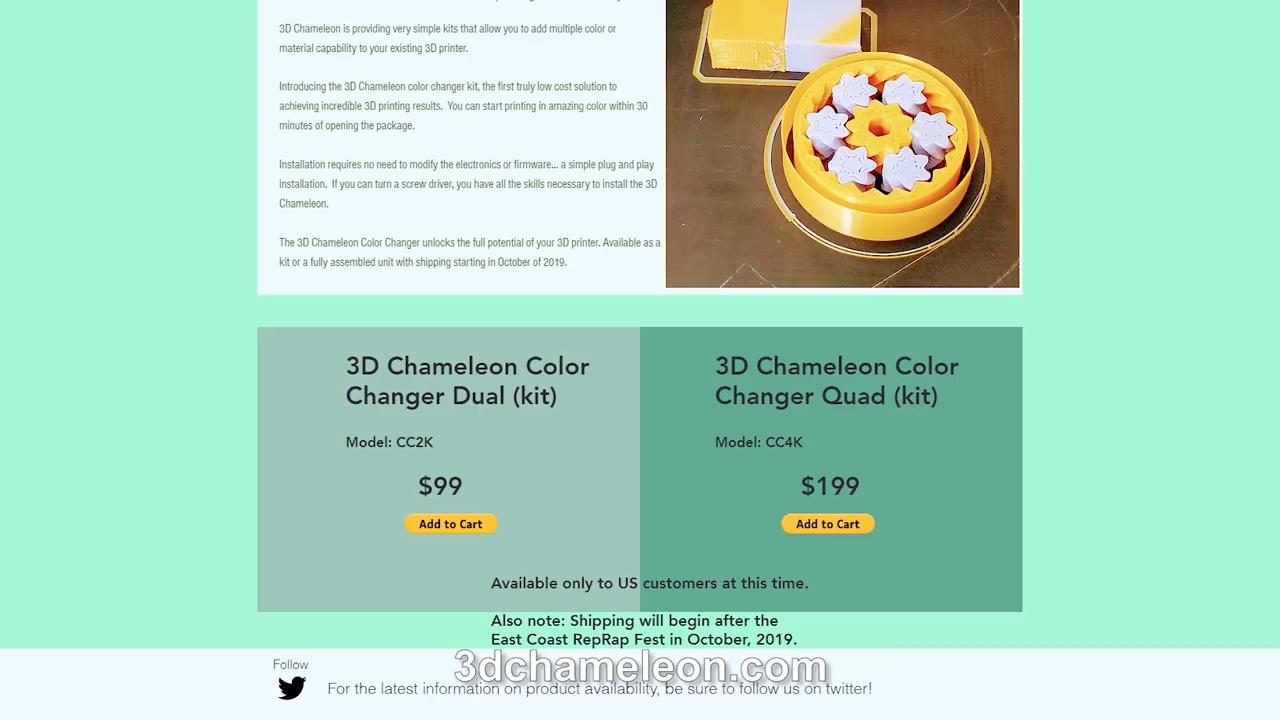 3D Chameleon is providing very simple kits that allow you to add multiple color or
material capability to your existing 3D printer.
Introducing the 3D Chameleon color changer kit, the first truly low cost solution to
achieving incredible 3D printing results. You can start printing in amazing color within 30
minutes of opening the package.
Installation requires no need to modify the electronics or firmware... a simple plug and play
installation. If you can turn a screw driver, you have all the skills necessary to install the 3D
Chameleon.
The 3D Chameleon Color Changer unlocks the full potential of your 3D printer. Available as a
kit or a fully assembled unit with shipping starting in October of 2019.
3D Chameleon Color
Changer Dual (kit)
Model: CC2K
$99
Add to Cart
3D Chameleon Color
Changer Quad (kit)
Model: CC4K
$199
Add to Cart
Available only to US customers at this time.
Also note: Shipping will begin after the
East Coast RepRap Fest in October, 2019.
3dchameleon.com
Follow
For the latest information on product availability, be sure to follow us on twitter!